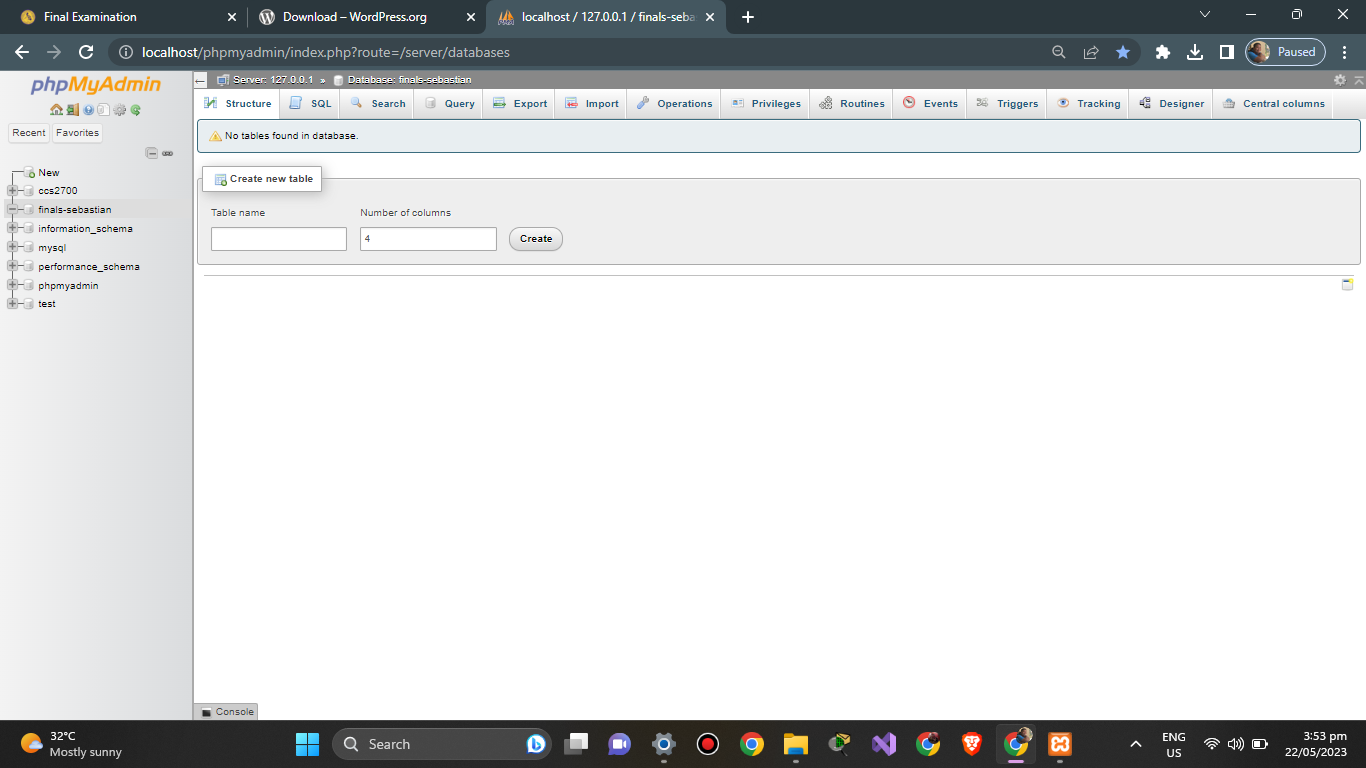 Final Examination
Download – WordPress.org
localhost / 127.0.0.1 / finals-seba
localhost/phpmyadmin/index.php?route=/server/databases
Paused
phpMyAdmin
Recent
Favorites
New
ccs2700
finals-sebastian
information_schema
mysql
performance_schema
phpmyadmin
test
Server: 127.0.0.1 » Database: finals-sebastian
Structure
SQL
Search
Query
Export
Import
Operations
Privileges
Routines
Events
Triggers
Tracking
Designer
Central columns
No tables found in database.
Create new table
Table name
Number of columns
4
Create
Console
32°C
Mostly sunny
Search
ENG
US
3:53 pm
22/05/2023